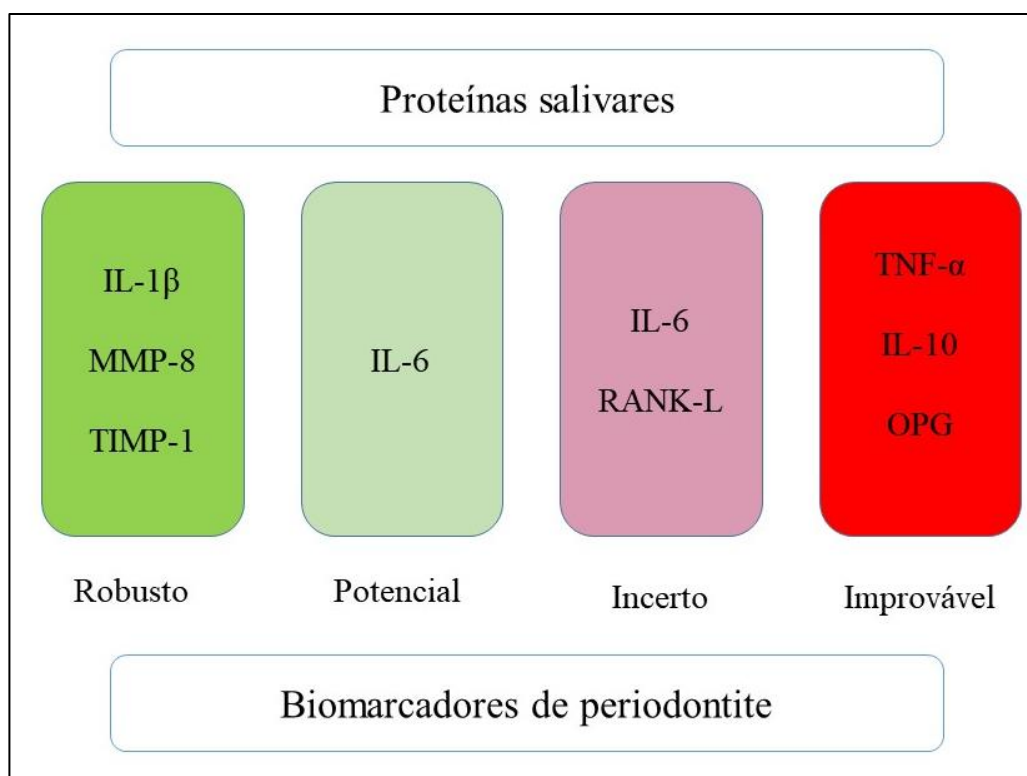 Proteínas salivares
IL-1β
MMP-8
TIMP-1
IL-6
IL-6
RANK-L
TNF-α
IL-10
OPG
Robusto
Potencial
Incerto
Improvável
Biomarcadores de periodontite